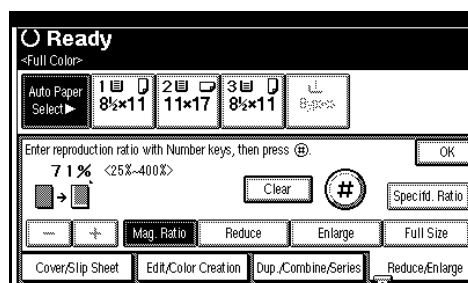 Ready
<Full Color>
Auto Paper
Select▶
1
8½×11
2
11×17
3
8½×11
Bypass
Enter reproduction ratio with Number keys, then press (#).
OK
71% <25%~400%>
Clear
#
Specifd. Ratio
− + Mag. Ratio Reduce Enlarge Full Size
Cover/Slip Sheet Edit/Color Creation Dup./Combine/Series Reduce/Enlarge